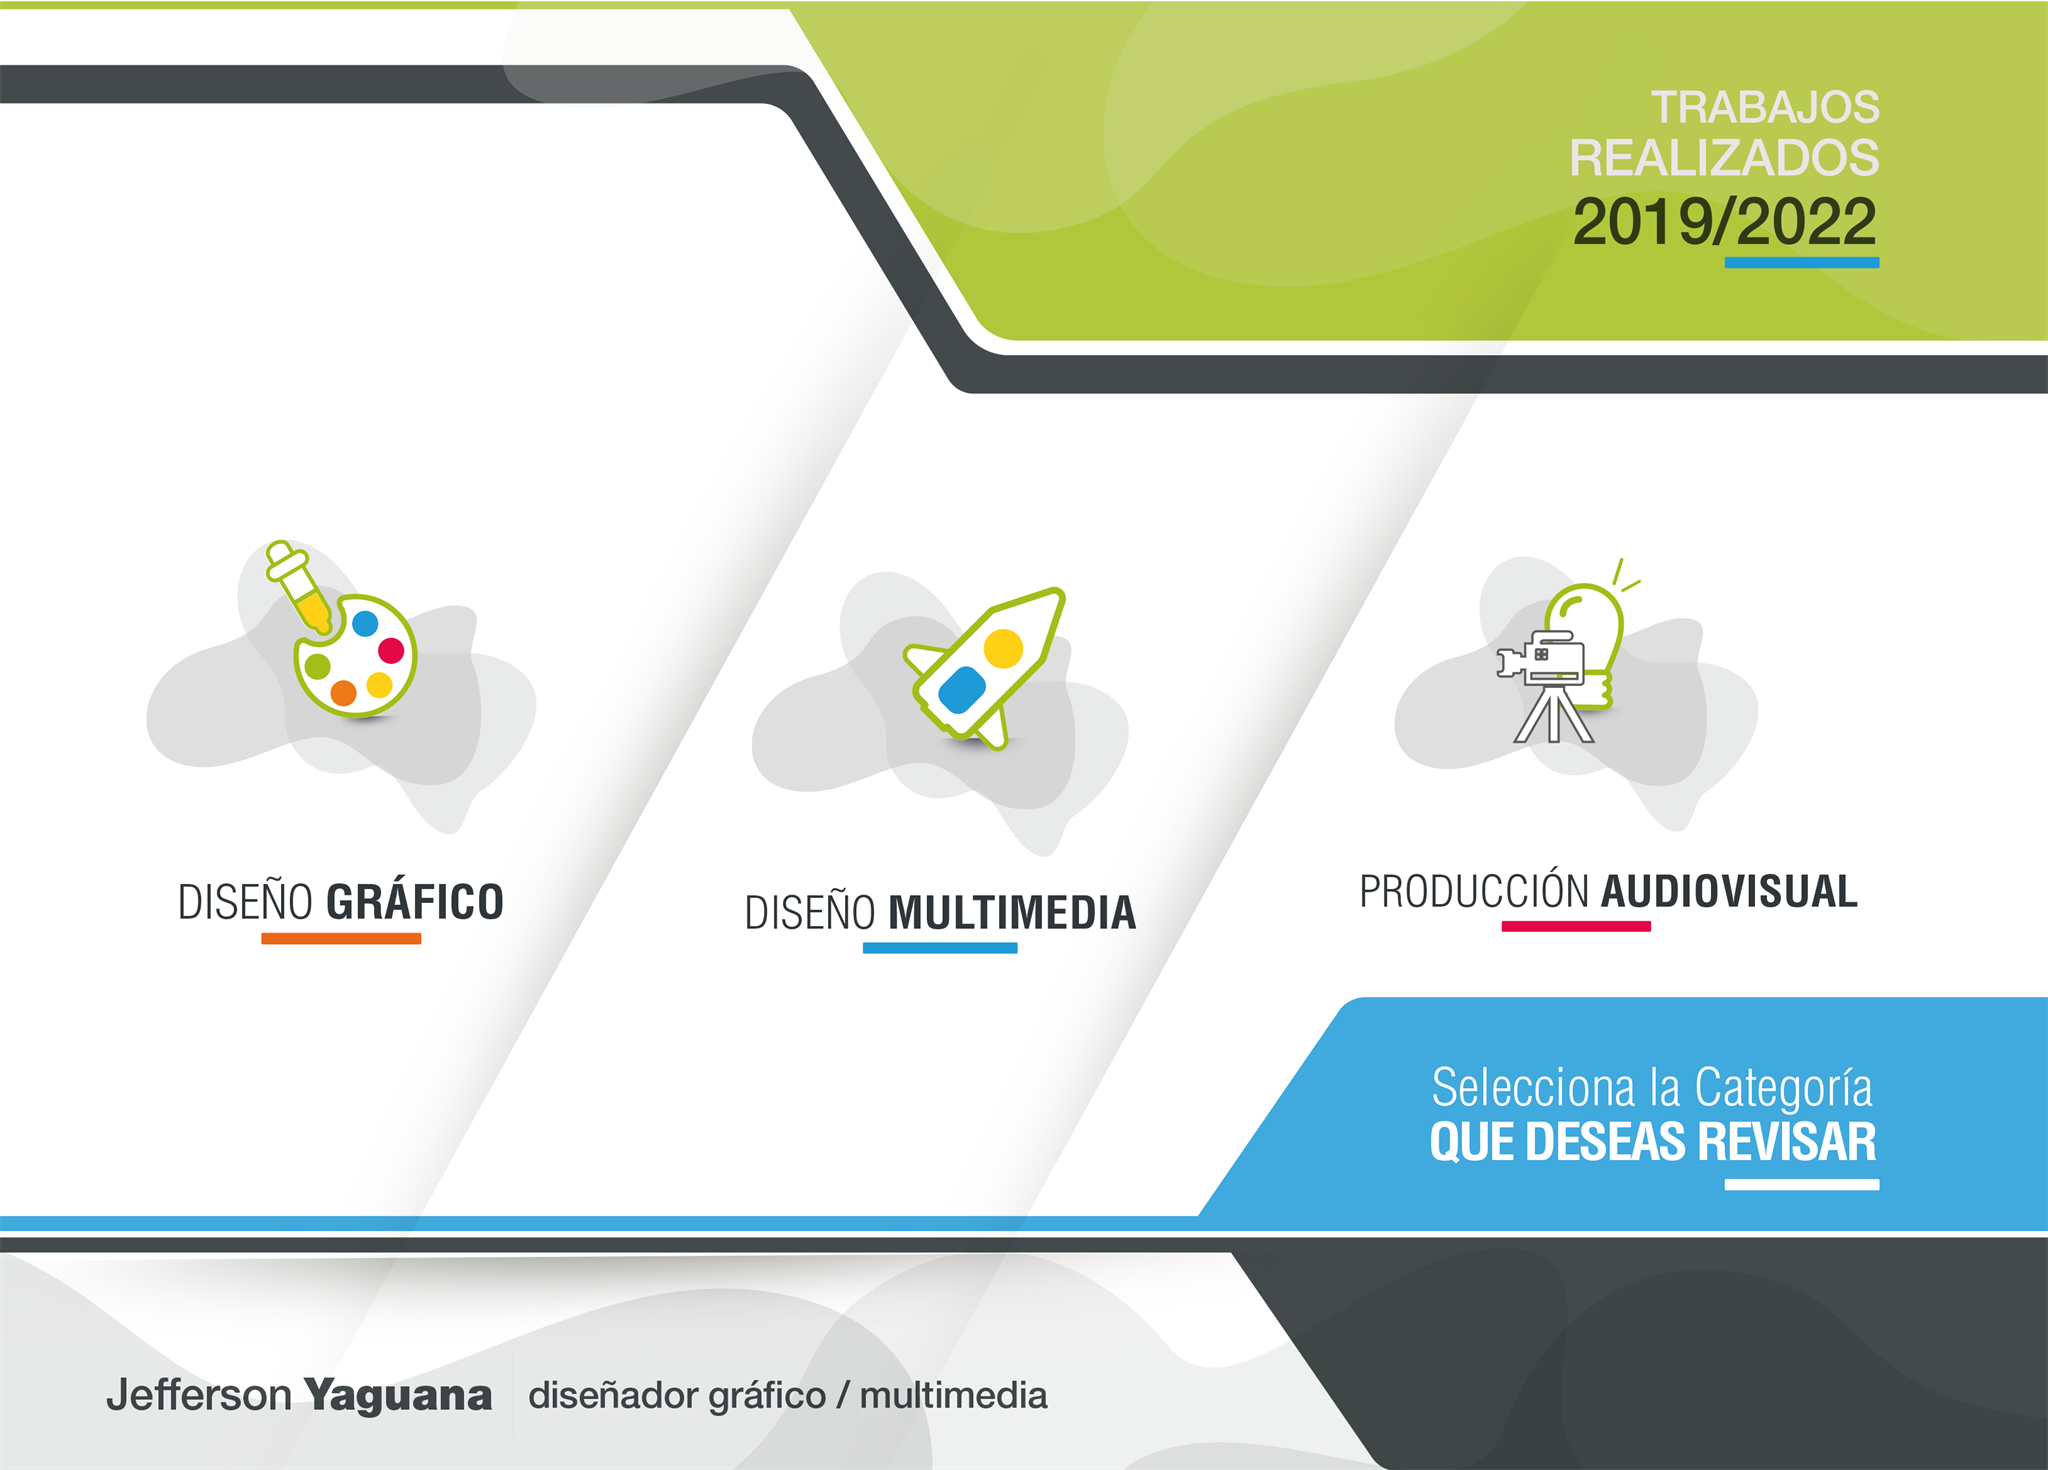 TRABAJOS
REALIZADOS
2019/2022
DISEÑO GRÁFICO
DISEÑO MULTIMEDIA
PRODUCCIÓN AUDIOVISUAL
Selecciona la Categoría
QUE DESEAS REVISAR
Jefferson Yaguana
diseñador gráfico / multimedia